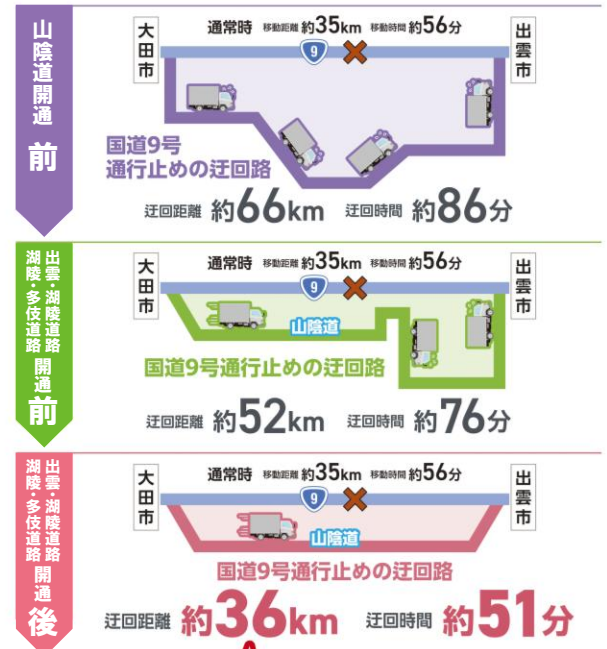 山陰道開通
前
大田市
通常時 移動距離 約35km 移動時間 約56分
出雲市
9
国道9号
通行止めの迂回路
迂回距離 約66km 迂回時間 約86分
出雲・湖陵道路
湖陵・多伎道路
開通
前
大田市
通常時 移動距離 約35km 移動時間 約56分
出雲市
9
山陰道
国道9号通行止めの迂回路
迂回距離 約52km 迂回時間 約76分
出雲・湖陵道路
湖陵・多伎道路
開通
後
大田市
通常時 移動距離 約35km 移動時間 約56分
出雲市
9
山陰道
国道9号通行止めの迂回路
迂回距離 約36km 迂回時間 約51分